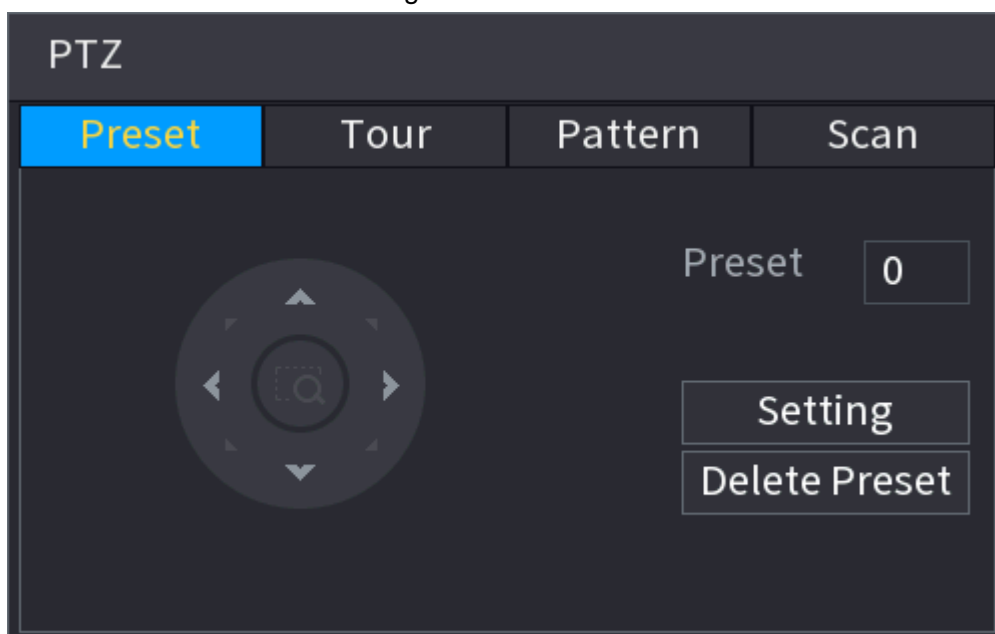 PTZ
Preset Tour Pattern Scan
Preset 0
Setting
Delete Preset